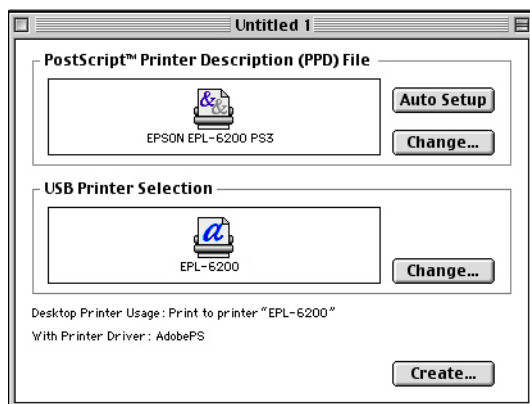 Untitled 1
PostScript™ Printer Description (PPD) File
Auto Setup
EPSON EPL-6200 PS3
Change...
USB Printer Selection
EPL-6200
Change...
Desktop Printer Usage : Print to printer “EPL-6200”
With Printer Driver : AdobePS
Create...